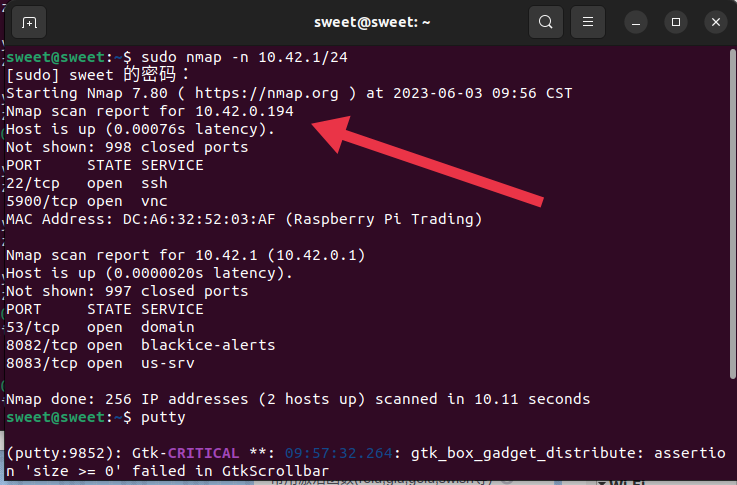 sweet@sweet: ~
sweet@sweet:~$ sudo nmap -n 10.42.1/24
[sudo] sweet 的密码：
Starting Nmap 7.80 ( https://nmap.org ) at 2023-06-03 09:56 CST
Nmap scan report for 10.42.0.194
Host is up (0.00076s latency).
Not shown: 998 closed ports
PORT     STATE SERVICE
22/tcp   open  ssh
5900/tcp open  vnc
MAC Address: DC:A6:32:52:03:AF (Raspberry Pi Trading)
Nmap scan report for 10.42.1 (10.42.0.1)
Host is up (0.0000020s latency).
Not shown: 997 closed ports
PORT     STATE SERVICE
53/tcp   open  domain
8082/tcp open  blackice-alerts
8083/tcp open  us-srv
Nmap done: 256 IP addresses (2 hosts up) scanned in 10.11 seconds
sweet@sweet:~$ putty
(putty:9852): Gtk-CRITICAL **: 09:57:32.264: gtk_box_gadget_distribute: assertio
n 'size >= 0' failed in GtkScrollbar